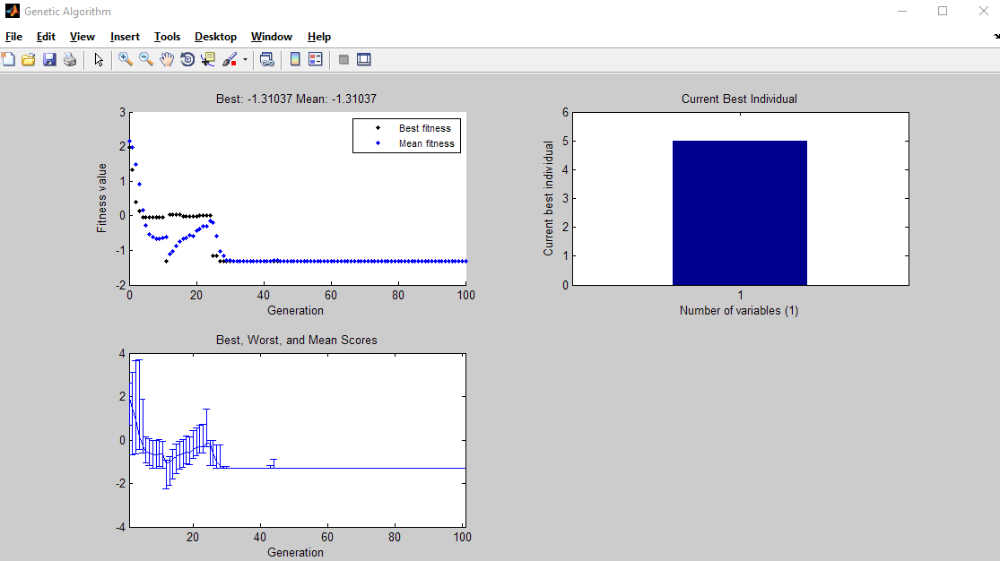 Genetic Algorithm
File Edit View Insert Tools Desktop Window Help
Best: -1.31037 Mean: -1.31037
3
2
1
0
-1
-2
Fitness value
Best fitness
Mean fitness
0 20 40 60 80 100
Generation
Current Best Individual
6
5
4
3
2
1
0
Current best individual
1
Number of variables (1)
Best, Worst, and Mean Scores
4
2
0
-2
-4
20 40 60 80 100
Generation